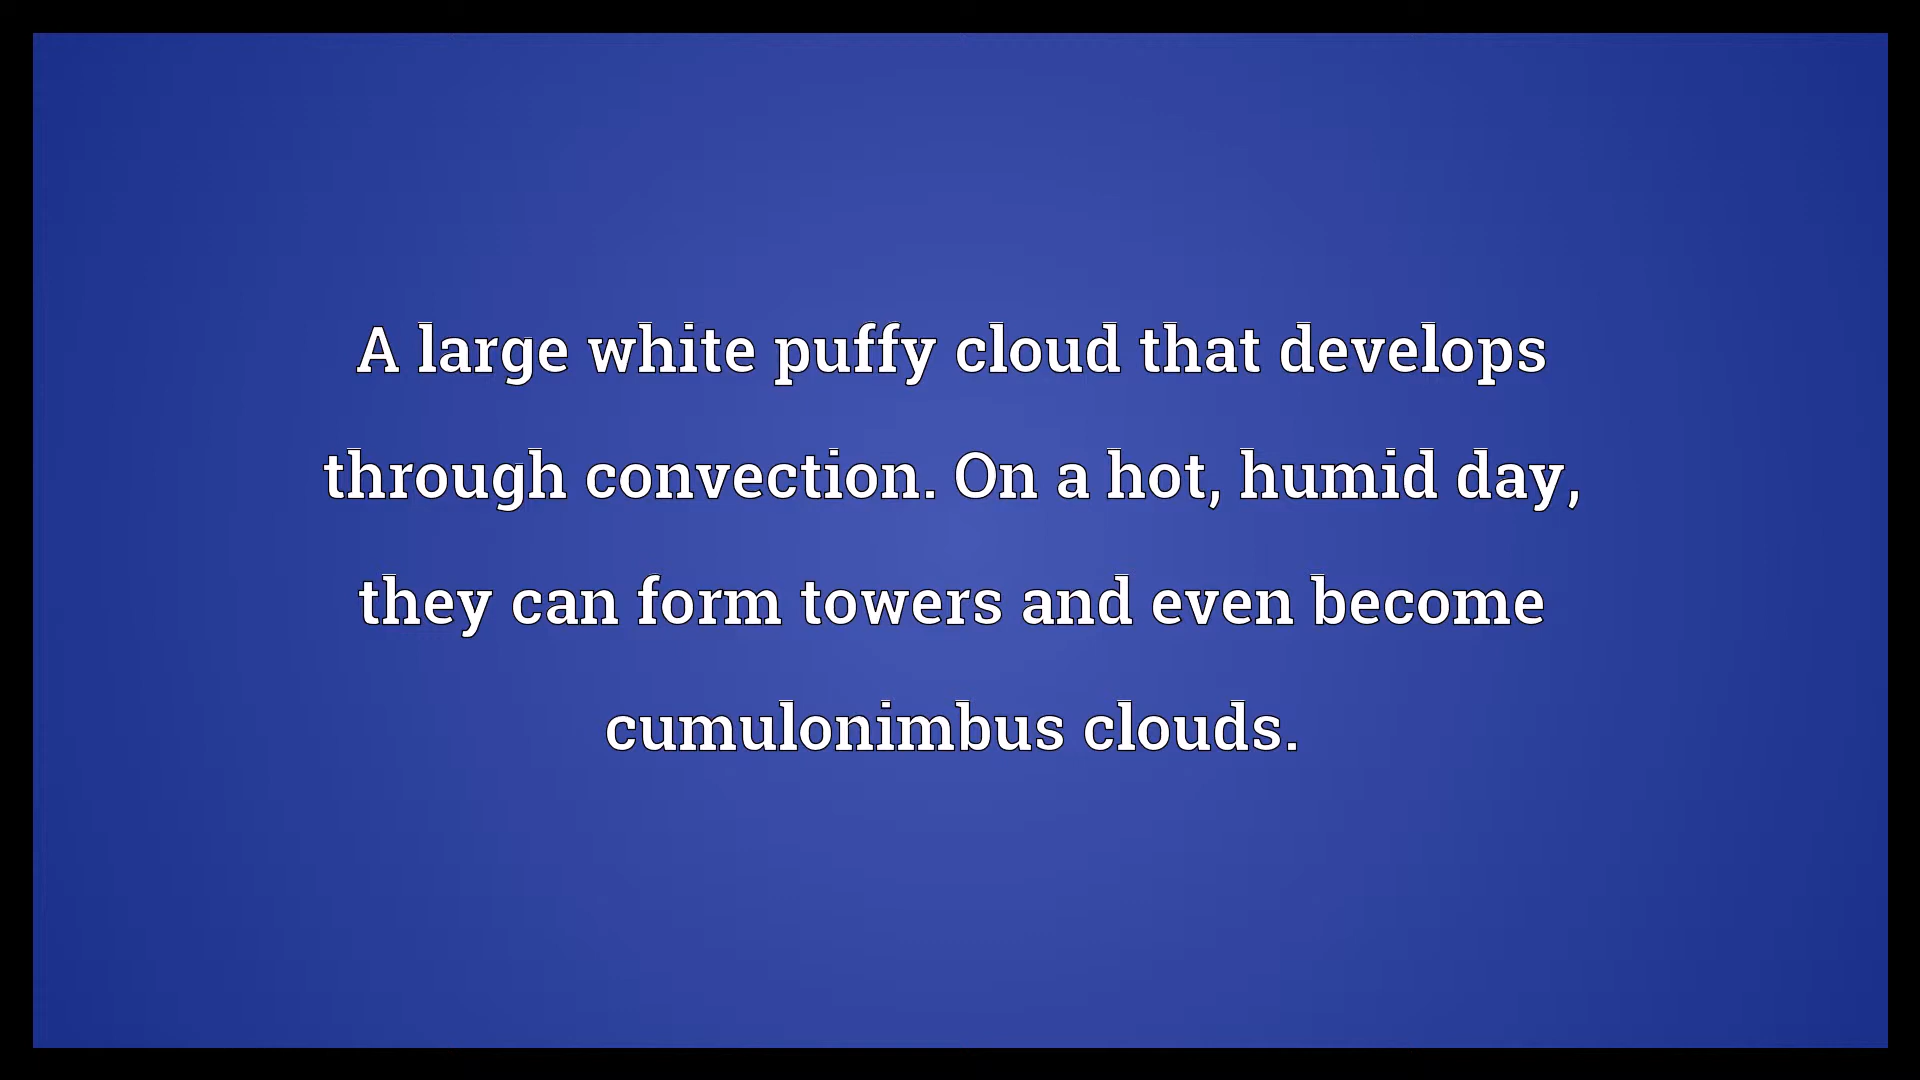 A large white puffy cloud that develops
through convection. On a hot, humid day,
they can form towers and even become
cumulonimbus clouds.